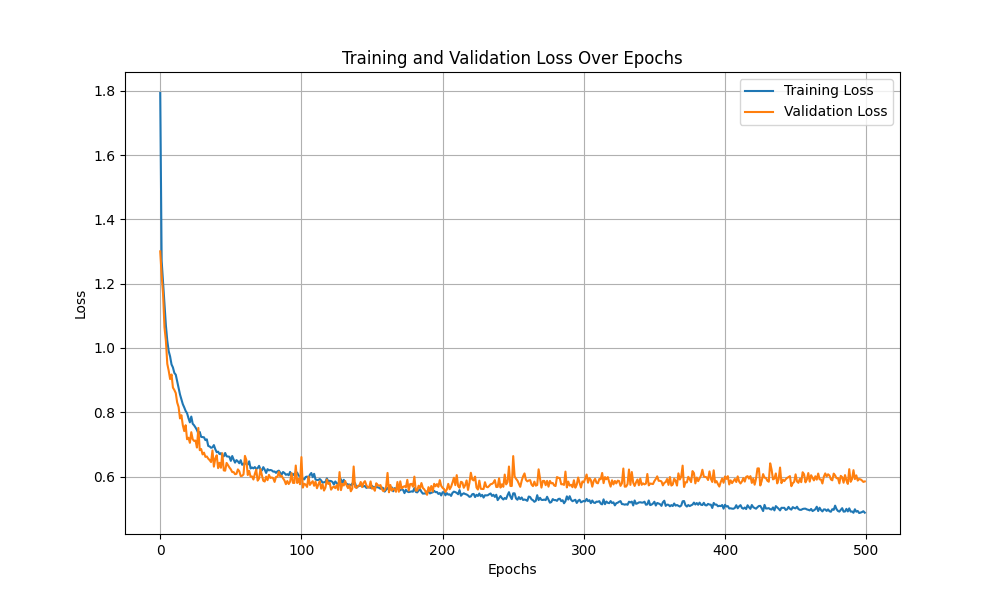 Training and Validation Loss Over Epochs
Training Loss
Validation Loss
1.8
1.6
1.4
1.2
1.0
0.8
0.6
Loss
0 100 200 300 400 500
Epochs